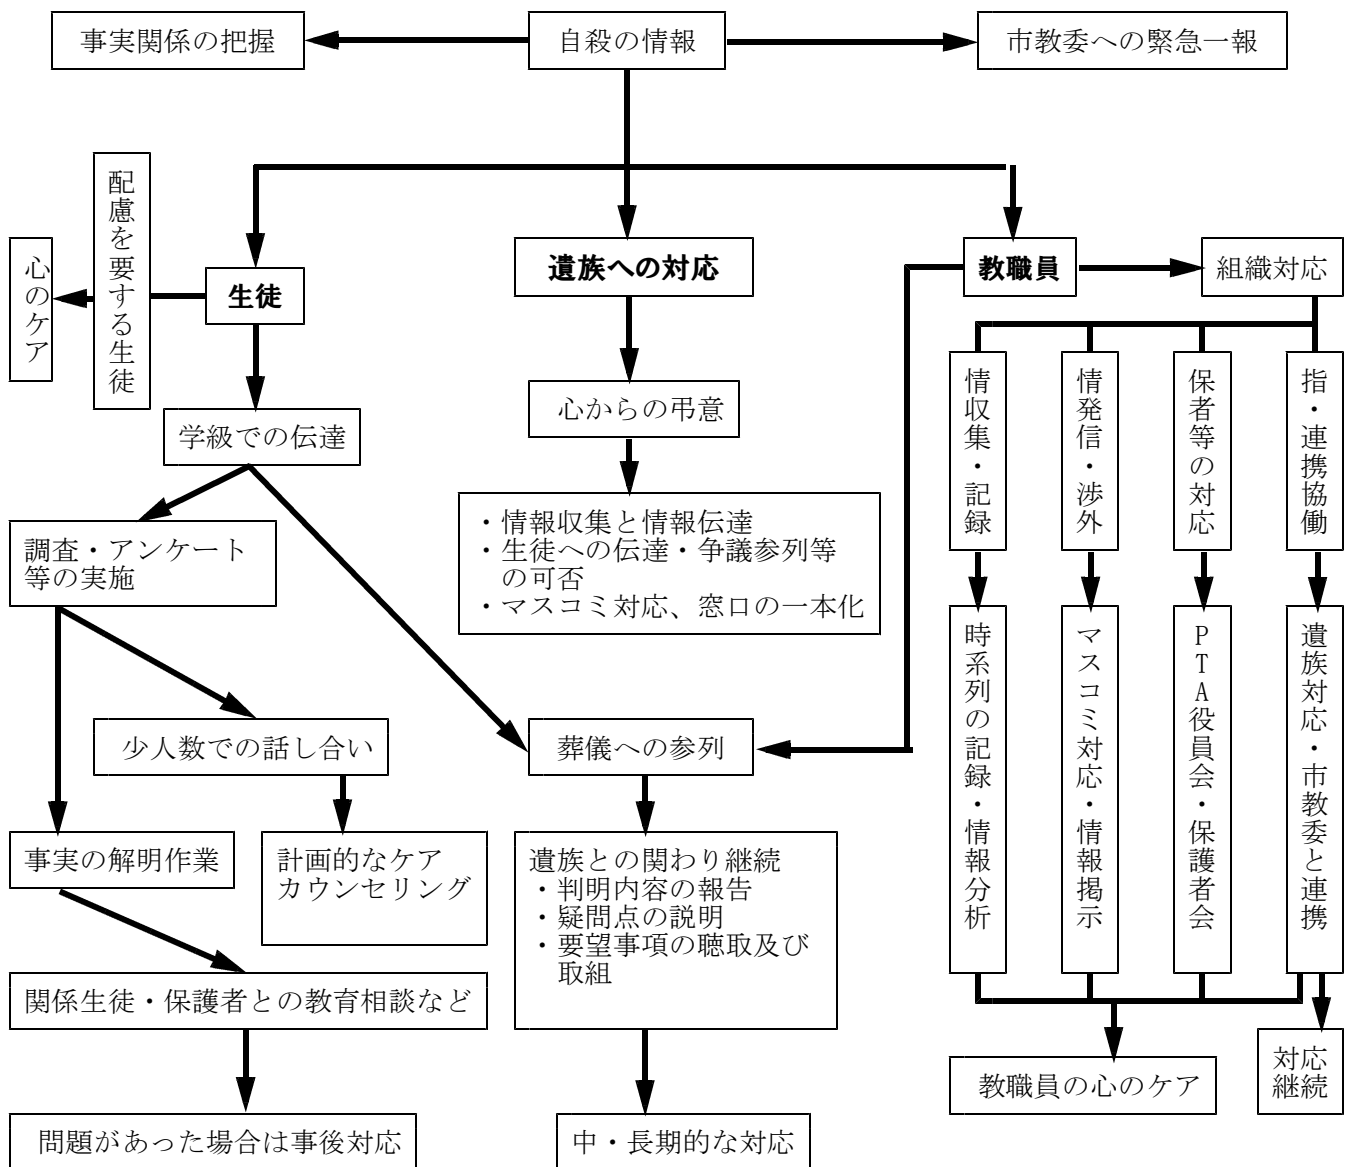 事実関係の把握
自殺の情報
市教委への緊急一報
配慮を要する生徒
心のケア
生徒
遺族への対応
教職員
組織対応
心からの弔意
学級での伝達
情収集・記録
情発信・渉外
保者等の対応
指・連携協働
・情報収集と情報伝達
・生徒への伝達・争議参列等
の可否
・マスコミ対応、窓口の一本化
調査・アンケート
等の実施
時系列の記録・情報分析
マスコミ対応・情報掲示
PTA役員会・保護者会
遺族対応・市教委と連携
少人数での話し合い
葬儀への参列
事実の解明作業
計画的なケア
カウンセリング
遺族との関わり継続
・判明内容の報告
・疑問点の説明
・要望事項の聴取及び
取組
関係生徒・保護者との教育相談など
教職員の心のケア
対応
継続
問題があった場合は事後対応
中・長期的な対応